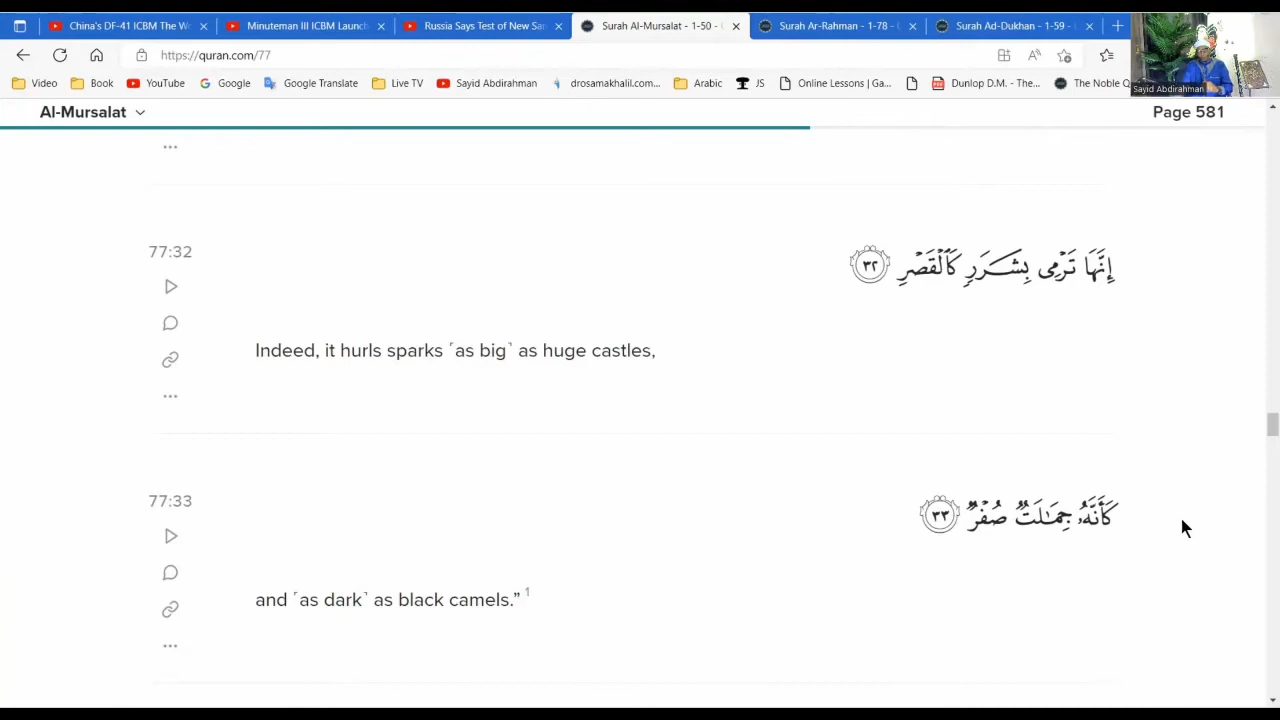 China's DF-41 ICBM The W
Minuteman III ICBM Launch
Russia Says Test of New Sar
Surah Al-Mursalat - 1-50 -
Surah Ar-Rahman - 1-78 -
Surah Ad-Dukhan - 1-59 -
https://quran.com/77
Video Book YouTube Google Google Translate Live TV Sayid Abdirahman drosamakhalil.com... Arabic JS Online Lessons | Ga... Dunlop D.M. - The... The Noble Q
Sayid Abdirahman
Al-Mursalat Page 581
77:32
إِنَّهَا تَرْمِى بِشَرَرٍ كَٱلْقَصْرِ ٣٢
Indeed, it hurls sparks ˹as big˺ as huge castles,
77:33
كَأَنَّهُۥ جِمَـٰلَتٌ صُفْرٌ ٣٣
and ˹as dark˺ as black camels.” 1